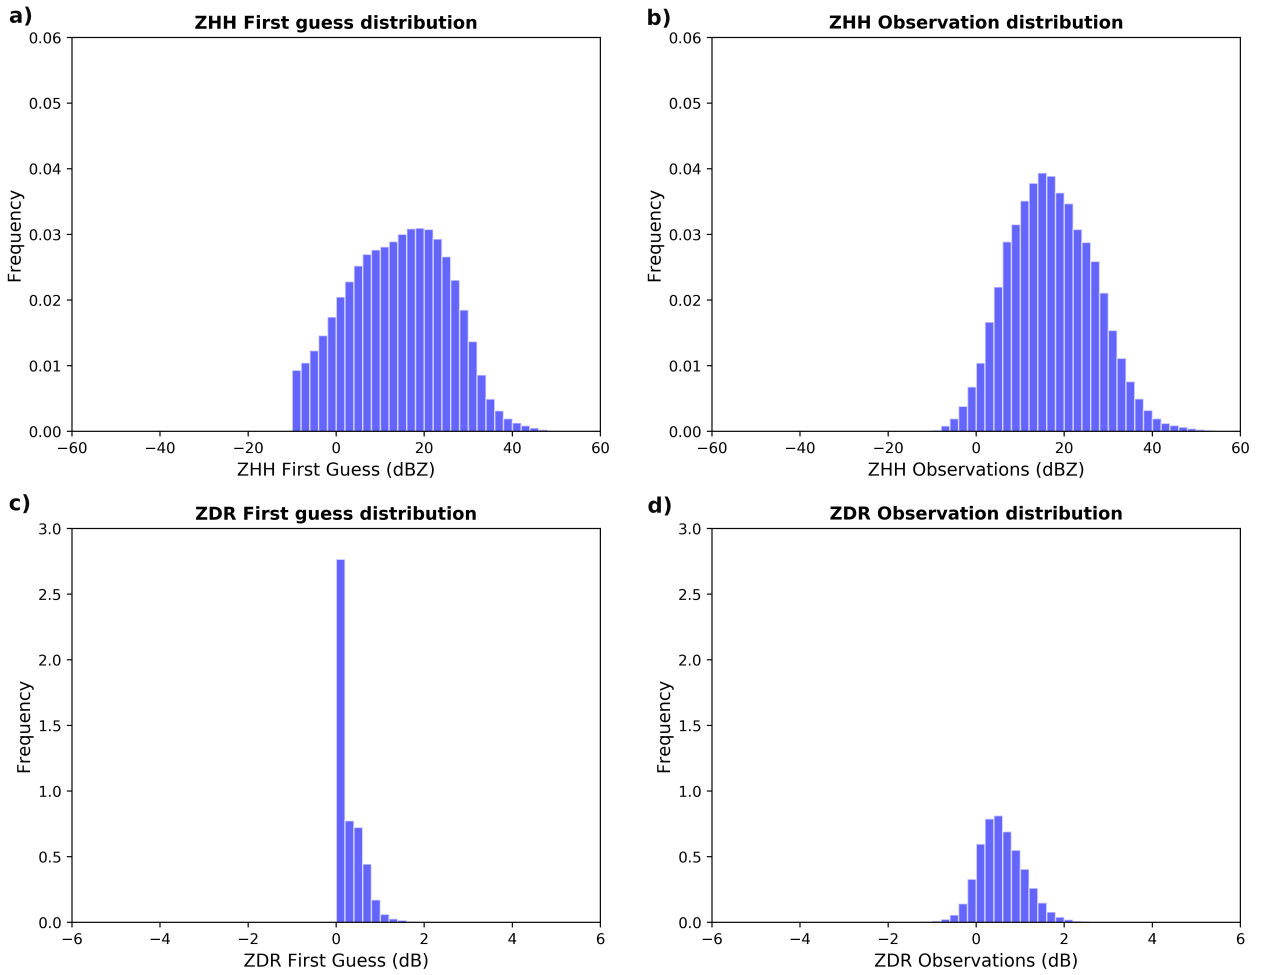 a)
ZHH First guess distribution
0.06
0.05
0.04
0.03
0.02
0.01
0.00
Frequency
−60 −40 −20 0 20 40 60
ZHH First Guess (dBZ)
b)
ZHH Observation distribution
0.06
0.05
0.04
0.03
0.02
0.01
0.00
Frequency
−60 −40 −20 0 20 40 60
ZHH Observations (dBZ)
c)
ZDR First guess distribution
3.0
2.5
2.0
1.5
1.0
0.5
0.0
Frequency
−6 −4 −2 0 2 4 6
ZDR First Guess (dB)
d)
ZDR Observation distribution
3.0
2.5
2.0
1.5
1.0
0.5
0.0
Frequency
−6 −4 −2 0 2 4 6
ZDR Observations (dB)